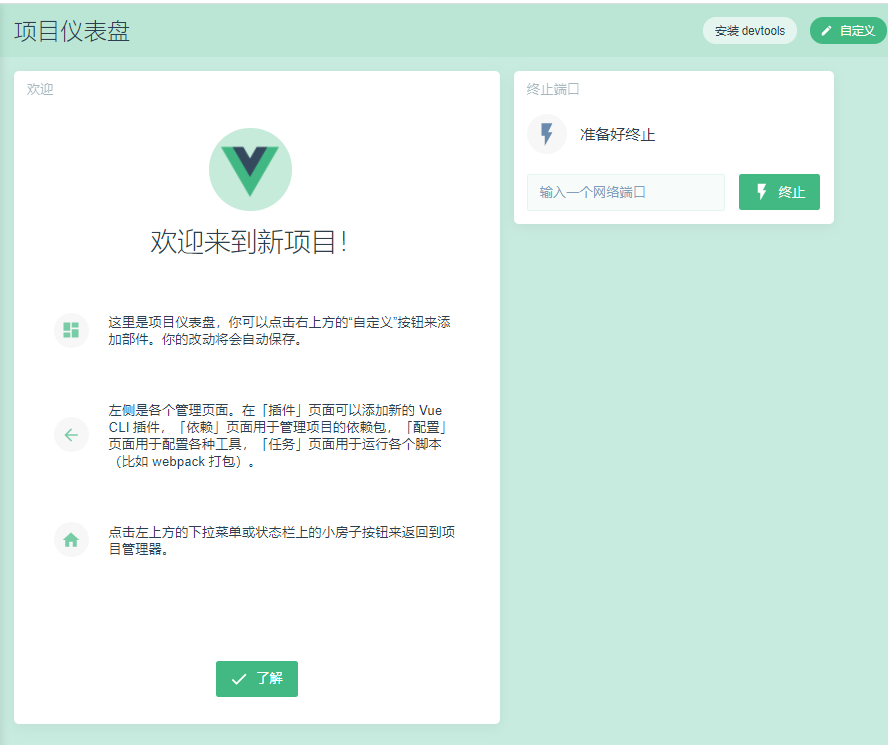 项目仪表盘
安装 devtools
自定义
欢迎
欢迎来到新项目！
这里是项目仪表盘，你可以点击右上方的“自定义”按钮来添
加部件。你的改动将会自动保存。
左侧是各个管理页面。在「插件」页面可以添加新的 Vue
CLI 插件，「依赖」页面用于管理项目的依赖包，「配置」
页面用于配置各种工具，「任务」页面用于运行各个脚本
（比如 webpack 打包）。
点击左上方的下拉菜单或状态栏上的小房子按钮来返回到项
目管理器。
了解
终止端口
准备好终止
输入一个网络端口
终止